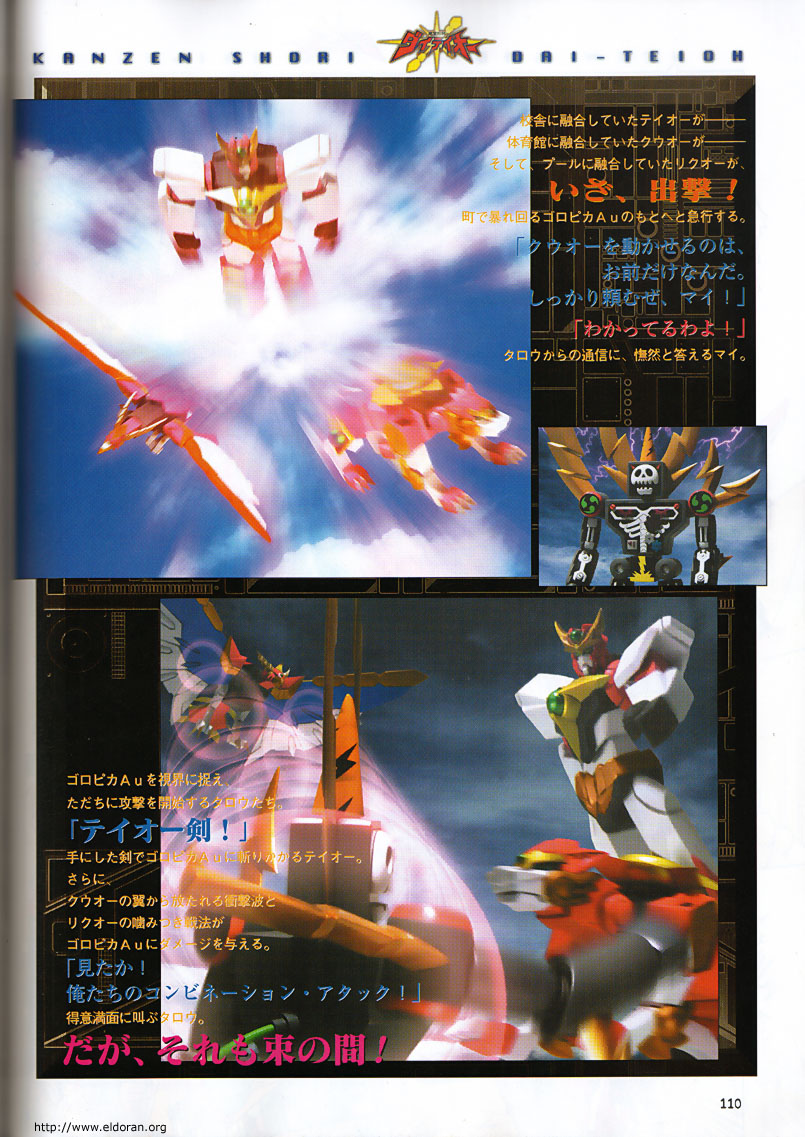 KANZEN SHORI
ダイテイオー
DAI-TEIOH
校舎に融合していたテイオーが――
体育館に融合していたクウオーが――
そして、プールに融合していたリクオーが、
いざ、出撃！
町で暴れ回るゴロピカＡｕのもとへと急行する。
「クウオーを動かせるのは、
お前だけなんだ。
しっかり頼むぜ、マイ！」
「わかってるわよ！」
タロウからの通信に、憮然と答えるマイ。
ゴロピカＡｕを視界に捉え、
ただちに攻撃を開始するタロウたち。
「テイオー剣！」
手にした剣でゴロピカＡｕに斬りかかるテイオー。
さらに、
クウオーの翼から放たれる衝撃波と
リクオーの噛みつき戦法が
ゴロピカＡｕにダメージを与える。
「見たか！
俺たちのコンビネーション・アタック！」
得意満面に叫ぶタロウ。
だが、それも束の間！
110
http://www.eldoran.org